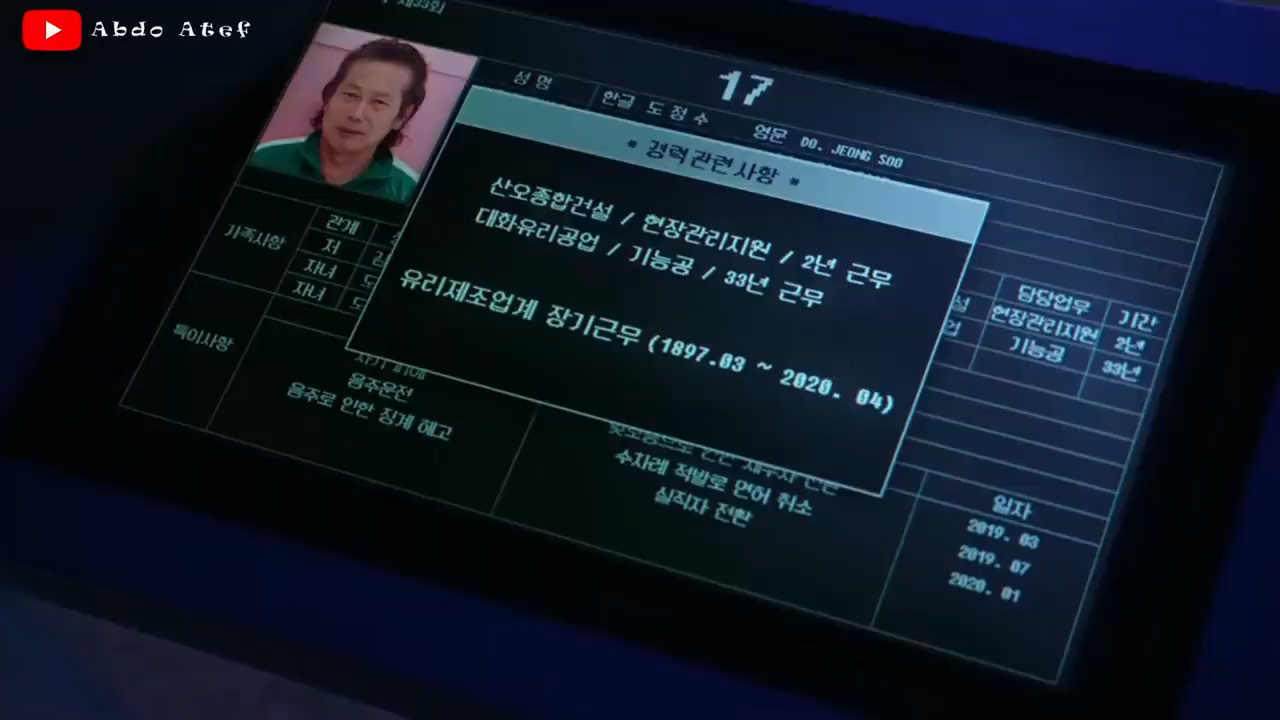 Abdo Atef
제33회
17
성명 한글 도정수 영문 DO. JEONG SOO
* 경력관련사항 *
산오종합건설 / 현장관리지원 / 2년 근무
대화유리공업 / 기능공 / 33년 근무
유리제조업계 장기근무 (1897.03 ~ 2020. 04)
가족사항
관계
저
자녀
자녀
담당업무 기간
현장관리지원 2년
기능공 33년
특이사항
음주운전
음주로 인한 징계 해고
수차례 적발로 면허 취소
실직자 전환
일자
2019. 03
2019. 07
2020. 01